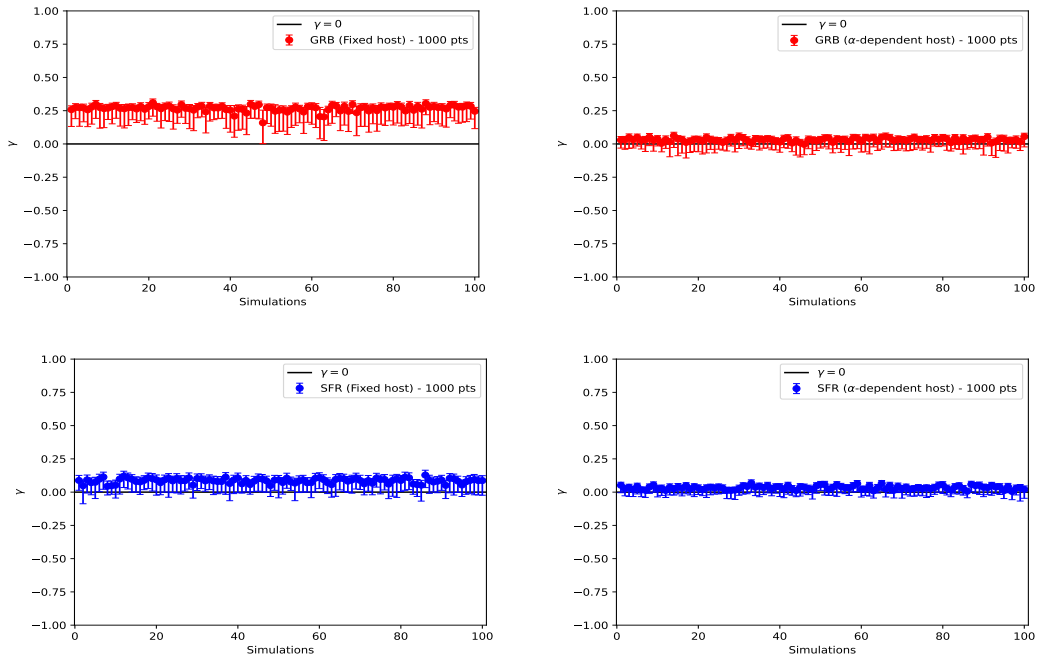 1.00
0.75
0.50
0.25
0.00
−0.25
−0.50
−0.75
−1.00
γ
0 20 40 60 80 100
Simulations
γ = 0
GRB (Fixed host) - 1000 pts
1.00
0.75
0.50
0.25
0.00
−0.25
−0.50
−0.75
−1.00
γ
0 20 40 60 80 100
Simulations
γ = 0
GRB (α-dependent host) - 1000 pts
1.00
0.75
0.50
0.25
0.00
−0.25
−0.50
−0.75
−1.00
γ
0 20 40 60 80 100
Simulations
γ = 0
SFR (Fixed host) - 1000 pts
1.00
0.75
0.50
0.25
0.00
−0.25
−0.50
−0.75
−1.00
γ
0 20 40 60 80 100
Simulations
γ = 0
SFR (α-dependent host) - 1000 pts